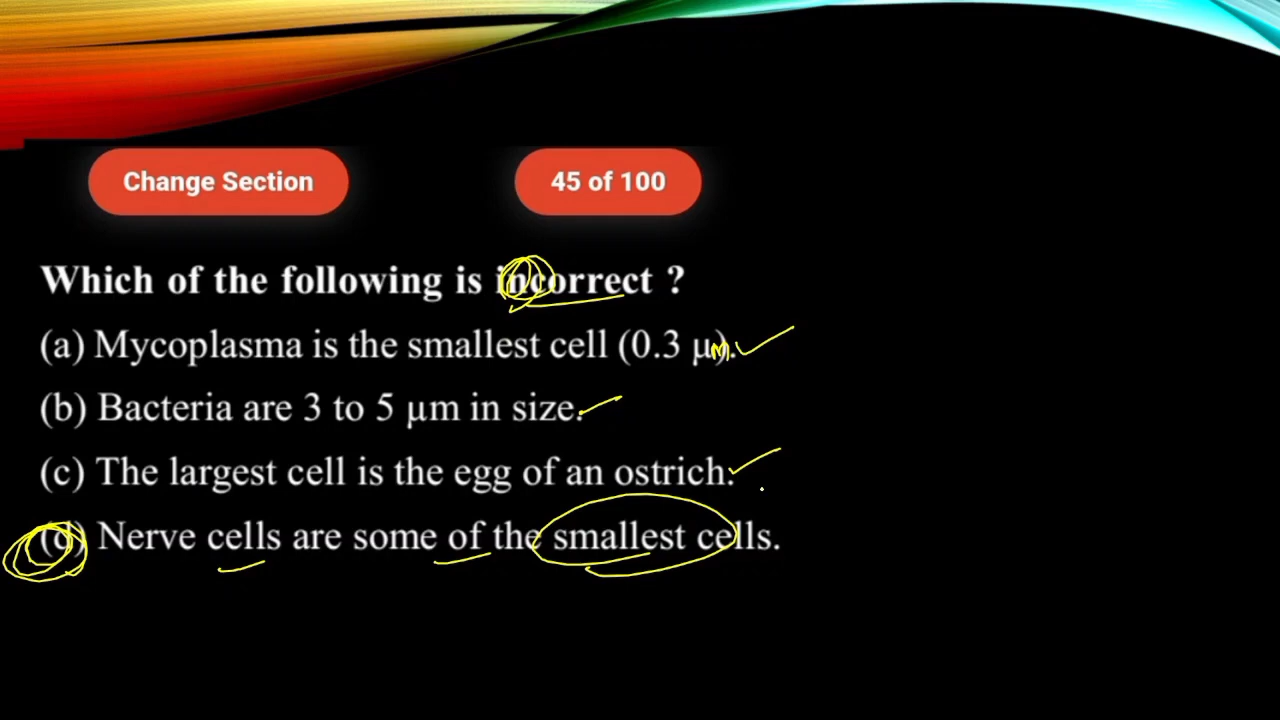 Change Section
45 of 100
Which of the following is incorrect ?
(a) Mycoplasma is the smallest cell (0.3 μm).
(b) Bacteria are 3 to 5 μm in size.
(c) The largest cell is the egg of an ostrich.
(d) Nerve cells are some of the smallest cells.